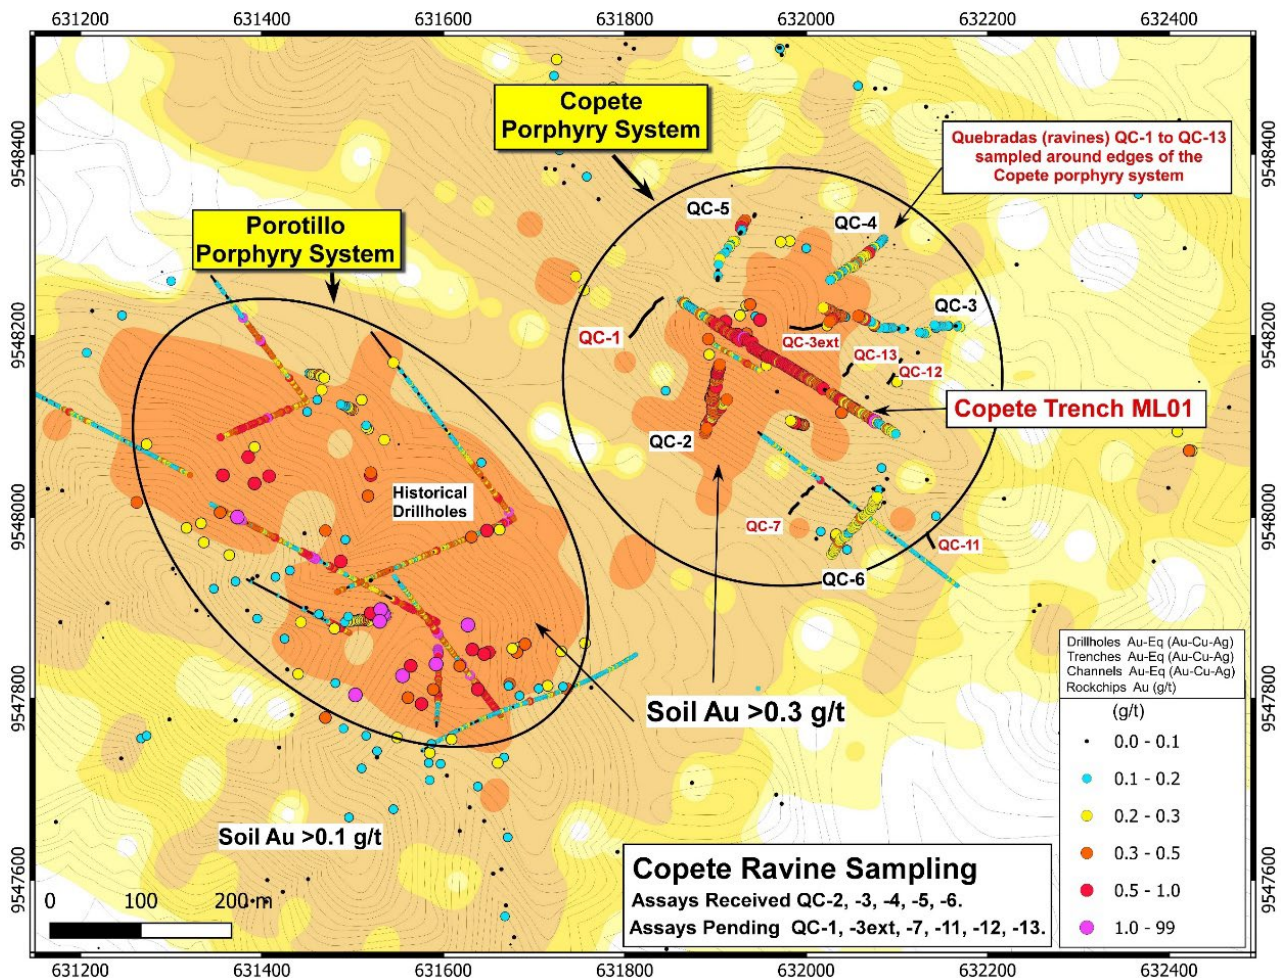 631200 631400 631600 631800 632000 632200 632400
9548400
9548200
9548000
9547800
9547600
9548400
9548200
9548000
9547800
9547600
Copete
Porphyry System
Quebradas (ravines) QC-1 to QC-13
sampled around edges of the
Copete porphyry system
Porotillo
Porphyry System
QC-5
QC-4
QC-3
QC-1
QC-3ext
QC-13
QC-12
Copete Trench ML01
QC-2
Historical
Drillholes
QC-7
QC-11
QC-6
Soil Au >0.3 g/t
Soil Au >0.1 g/t
Drillholes Au-Eq (Au-Cu-Ag)
Trenches Au-Eq (Au-Cu-Ag)
Channels Au-Eq (Au-Cu-Ag)
Rockchips Au (g/t)
(g/t)
0.0 - 0.1
0.1 - 0.2
0.2 - 0.3
0.3 - 0.5
0.5 - 1.0
1.0 - 99
0 100 200 m
Copete Ravine Sampling
Assays Received QC-2, -3, -4, -5, -6.
Assays Pending QC-1, -3ext, -7, -11, -12, -13.
631200 631400 631600 631800 632000 632200 632400